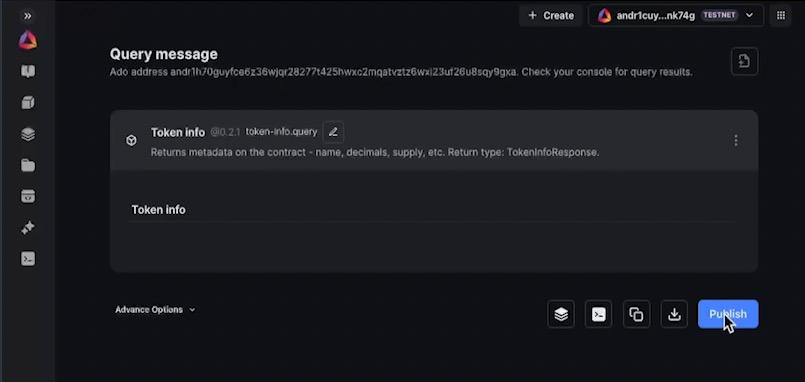 + Create
andr1cuy...nk74g TESTNET
Query message
Ado address andr1h70guyfce6z36wjqr28277t425hwxc2mqatvztz6wxl23uf26u8sqy9gxa. Check your console for query results.
Token info @0.2.1 token-info.query
Returns metadata on the contract - name, decimals, supply, etc. Return type: TokenInfoResponse.
Token info
Advance Options
Publish